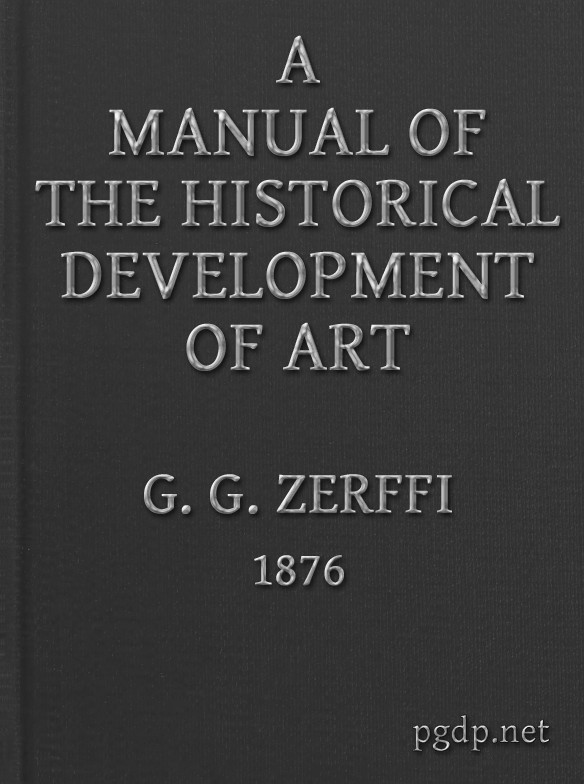 A
MANUAL OF
THE HISTORICAL
DEVELOPMENT
OF ART
G. G. ZERFFI
1876
pgdp.net